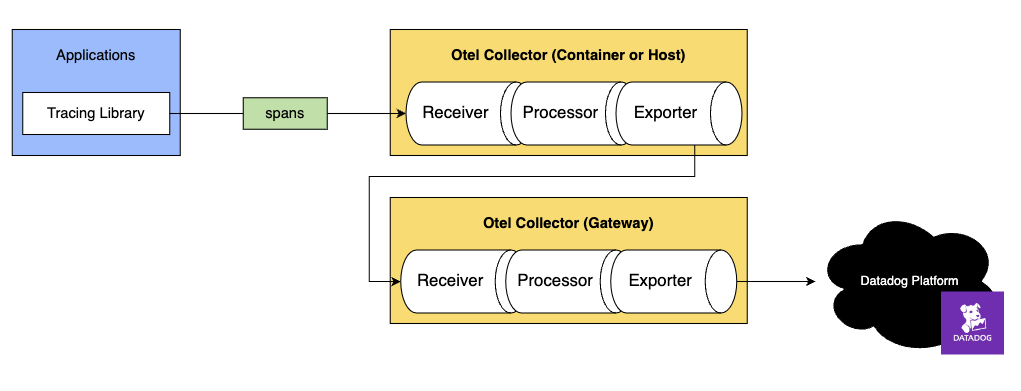 Applications
Tracing Library
spans
Otel Collector (Container or Host)
Receiver
Processor
Exporter
Otel Collector (Gateway)
Receiver
Processor
Exporter
Datadog Platform
DATADOG